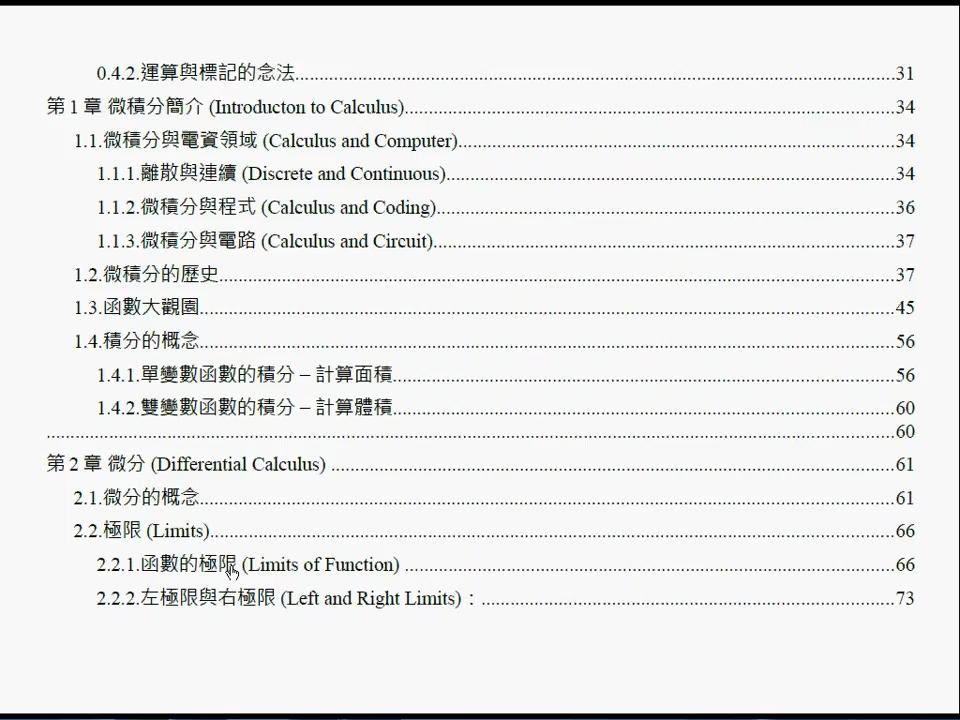 0.4.2.運算與標記的念法......31
第 1 章 微積分簡介 (Introducton to Calculus)......34
1.1.微積分與電資領域 (Calculus and Computer)......34
1.1.1.離散與連續 (Discrete and Continuous)......34
1.1.2.微積分與程式 (Calculus and Coding)......36
1.1.3.微積分與電路 (Calculus and Circuit)......37
1.2.微積分的歷史......37
1.3.函數大觀園......45
1.4.積分的概念......56
1.4.1.單變數函數的積分 – 計算面積......56
1.4.2.雙變數函數的積分 – 計算體積......60
......60
第 2 章 微分 (Differential Calculus) ......61
2.1.微分的概念......61
2.2.極限 (Limits)......66
2.2.1.函數的極限 (Limits of Function) ......66
2.2.2.左極限與右極限 (Left and Right Limits)：......73